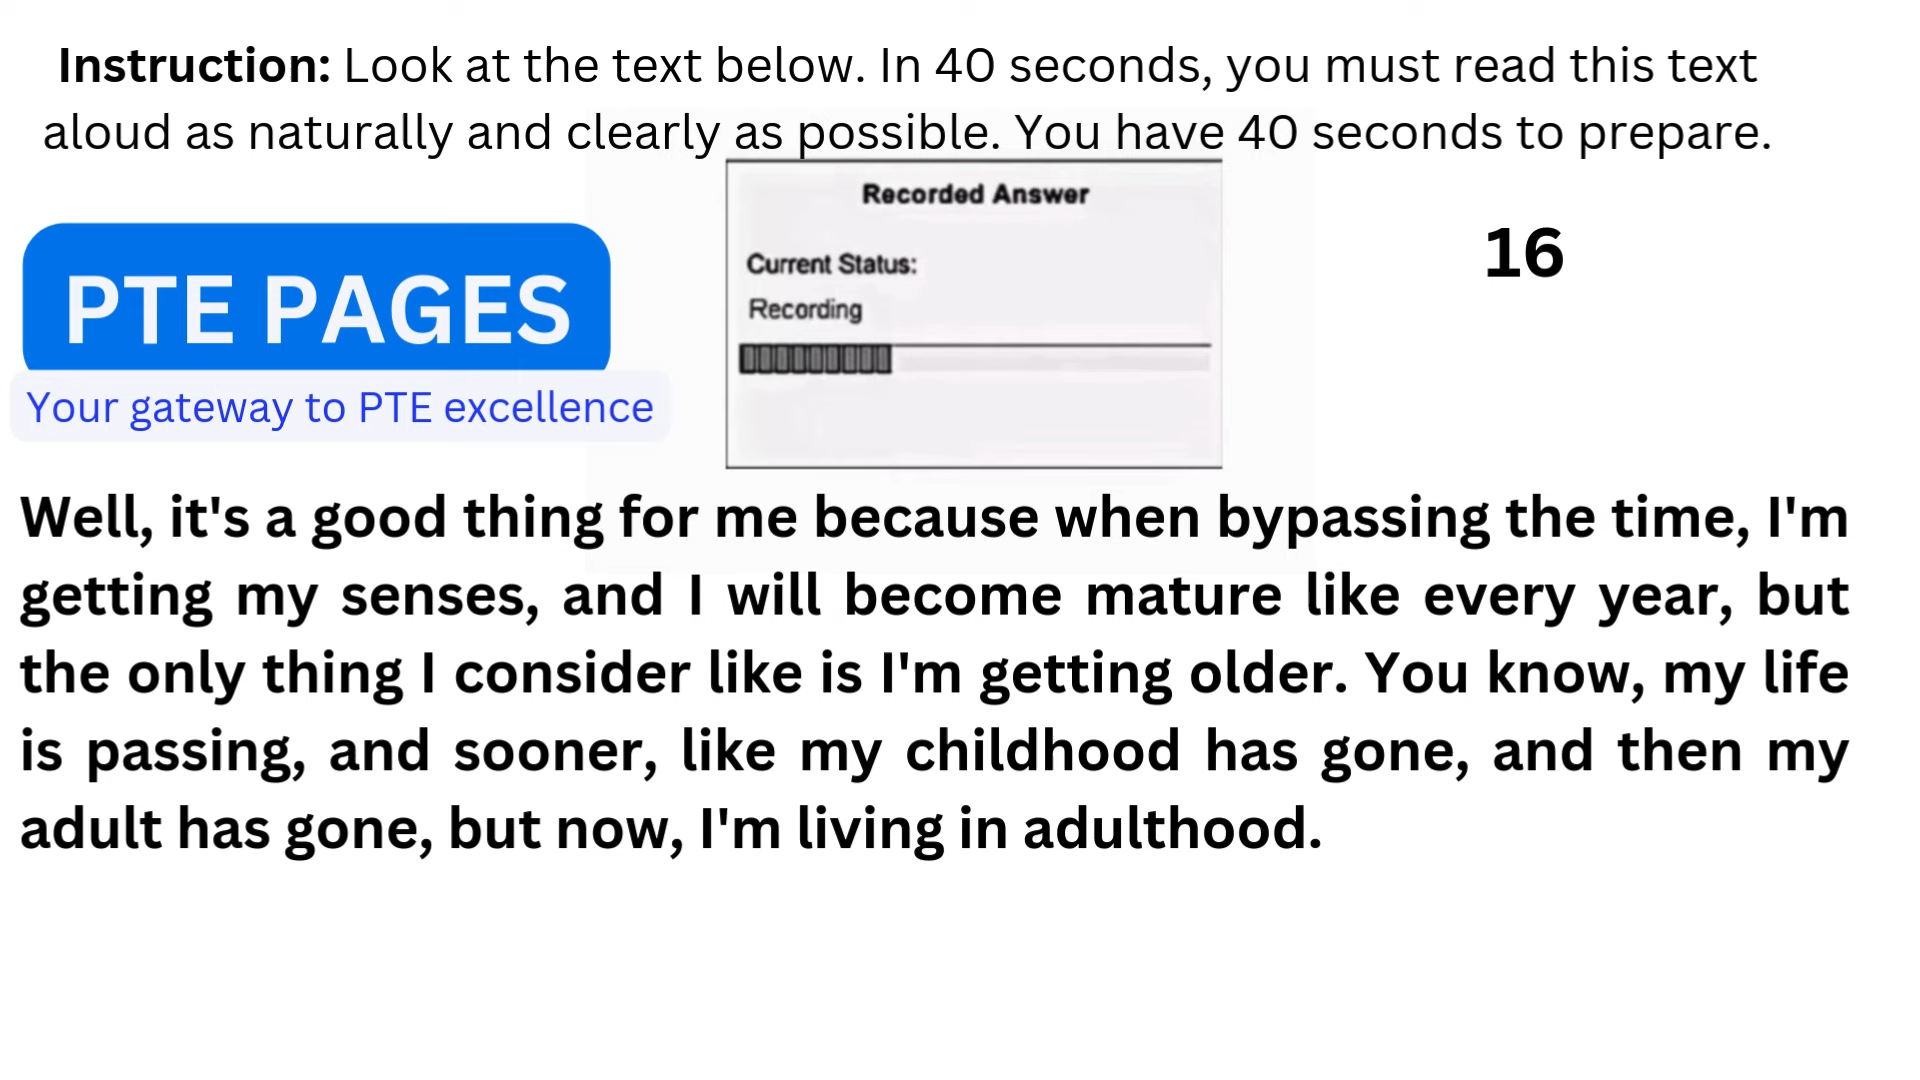 Instruction: Look at the text below. In 40 seconds, you must read this text
aloud as naturally and clearly as possible. You have 40 seconds to prepare.
Recorded Answer
Current Status:
Recording
16
PTE PAGES
Your gateway to PTE excellence
Well, it's a good thing for me because when bypassing the time, I'm
getting my senses, and I will become mature like every year, but
the only thing I consider like is I'm getting older. You know, my life
is passing, and sooner, like my childhood has gone, and then my
adult has gone, but now, I'm living in adulthood.